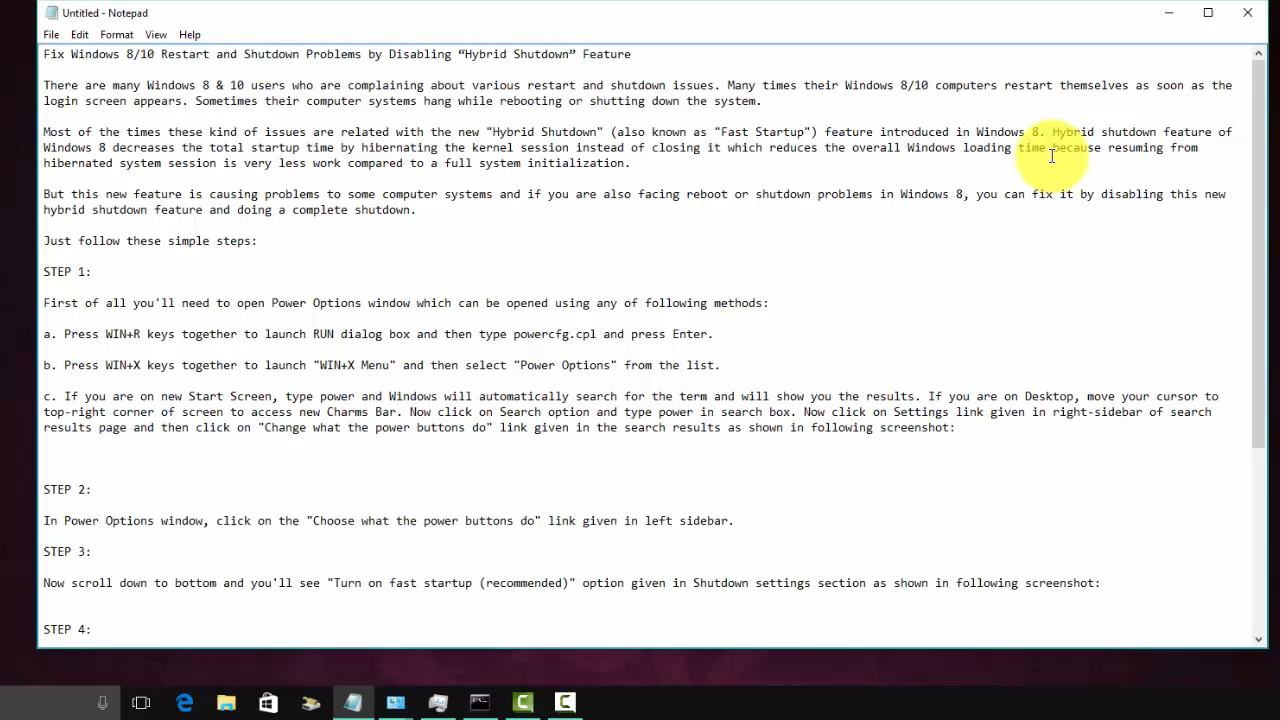 Untitled - Notepad
File Edit Format View Help
Fix Windows 8/10 Restart and Shutdown Problems by Disabling “Hybrid Shutdown” Feature
There are many Windows 8 & 10 users who are complaining about various restart and shutdown issues. Many times their Windows 8/10 computers restart themselves as soon as the
login screen appears. Sometimes their computer systems hang while rebooting or shutting down the system.
Most of the times these kind of issues are related with the new "Hybrid Shutdown" (also known as "Fast Startup") feature introduced in Windows 8. Hybrid shutdown feature of
Windows 8 decreases the total startup time by hibernating the kernel session instead of closing it which reduces the overall Windows loading time because resuming from
hibernated system session is very less work compared to a full system initialization.
But this new feature is causing problems to some computer systems and if you are also facing reboot or shutdown problems in Windows 8, you can fix it by disabling this new
hybrid shutdown feature and doing a complete shutdown.
Just follow these simple steps:
STEP 1:
First of all you'll need to open Power Options window which can be opened using any of following methods:
a. Press WIN+R keys together to launch RUN dialog box and then type powercfg.cpl and press Enter.
b. Press WIN+X keys together to launch "WIN+X Menu" and then select "Power Options" from the list.
c. If you are on new Start Screen, type power and Windows will automatically search for the term and will show you the results. If you are on Desktop, move your cursor to
top-right corner of screen to access new Charms Bar. Now click on Search option and type power in search box. Now click on Settings link given in right-sidebar of search
results page and then click on "Change what the power buttons do" link given in the search results as shown in following screenshot:
STEP 2:
In Power Options window, click on the "Choose what the power buttons do" link given in left sidebar.
STEP 3:
Now scroll down to bottom and you'll see "Turn on fast startup (recommended)" option given in Shutdown settings section as shown in following screenshot:
STEP 4: